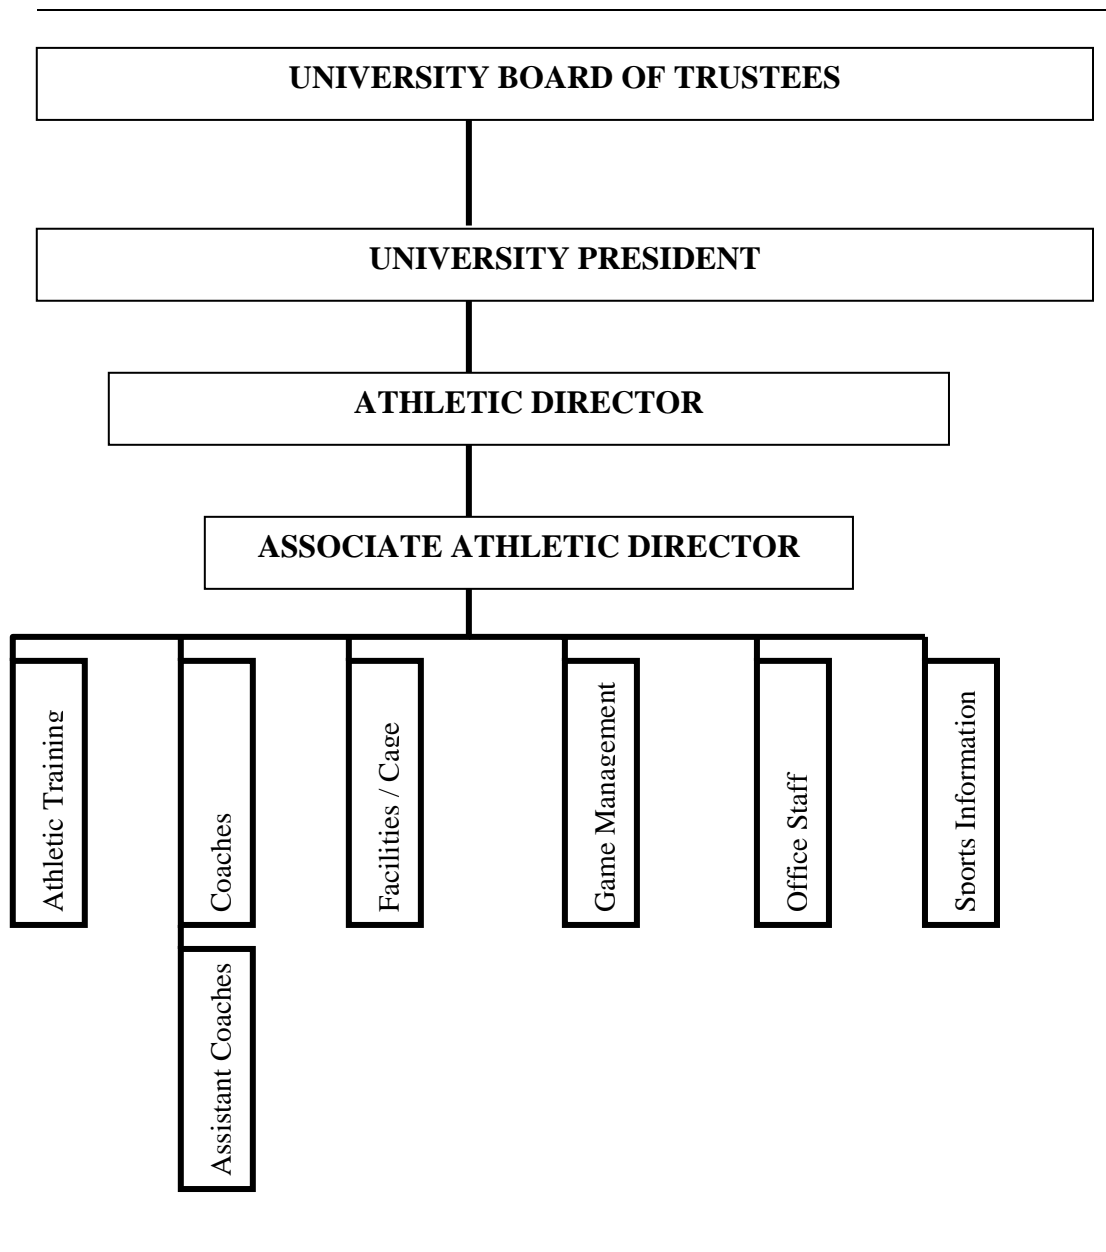 UNIVERSITY BOARD OF TRUSTEES
UNIVERSITY PRESIDENT
ATHLETIC DIRECTOR
ASSOCIATE ATHLETIC DIRECTOR
Athletic Training
Coaches
Facilities / Cage
Game Management
Office Staff
Sports Information
Assistant Coaches